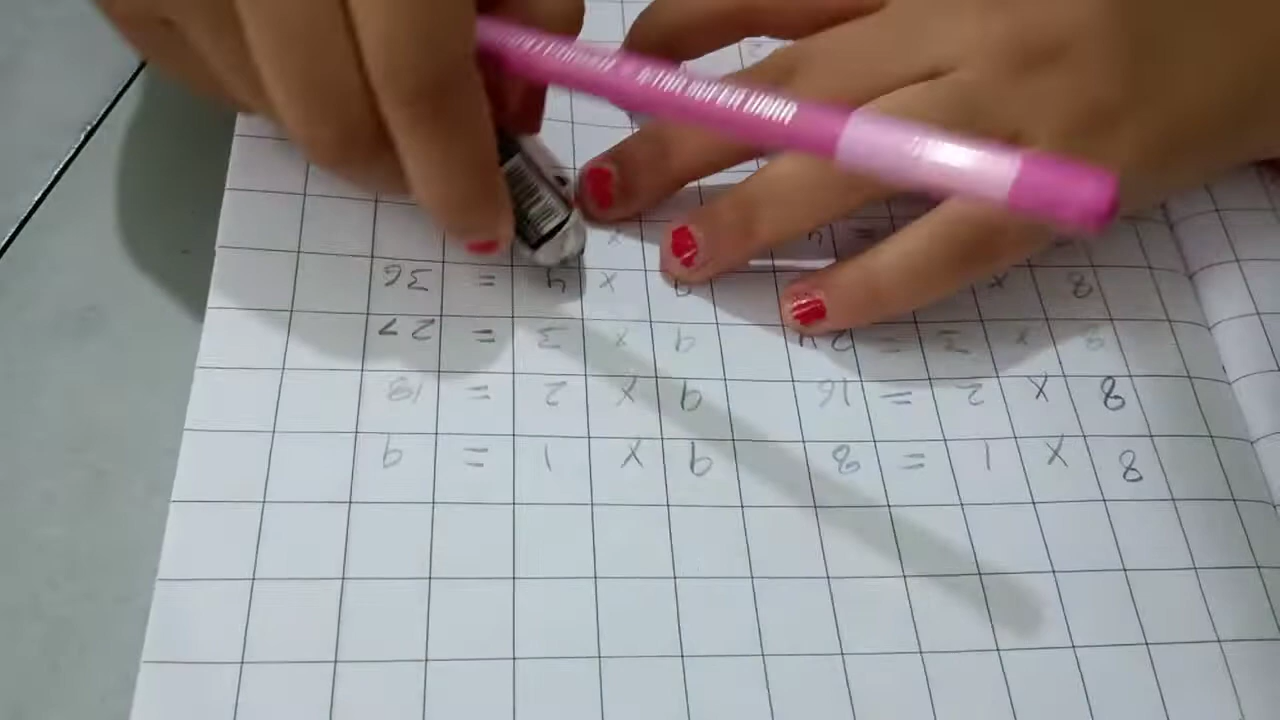 8 X 1 = 8 9 X 1 = 9
8 X 2 = 16 9 X 2 = 18
8 X 3 = 24 9 X 3 = 27
8 X 9 X 4 = 36